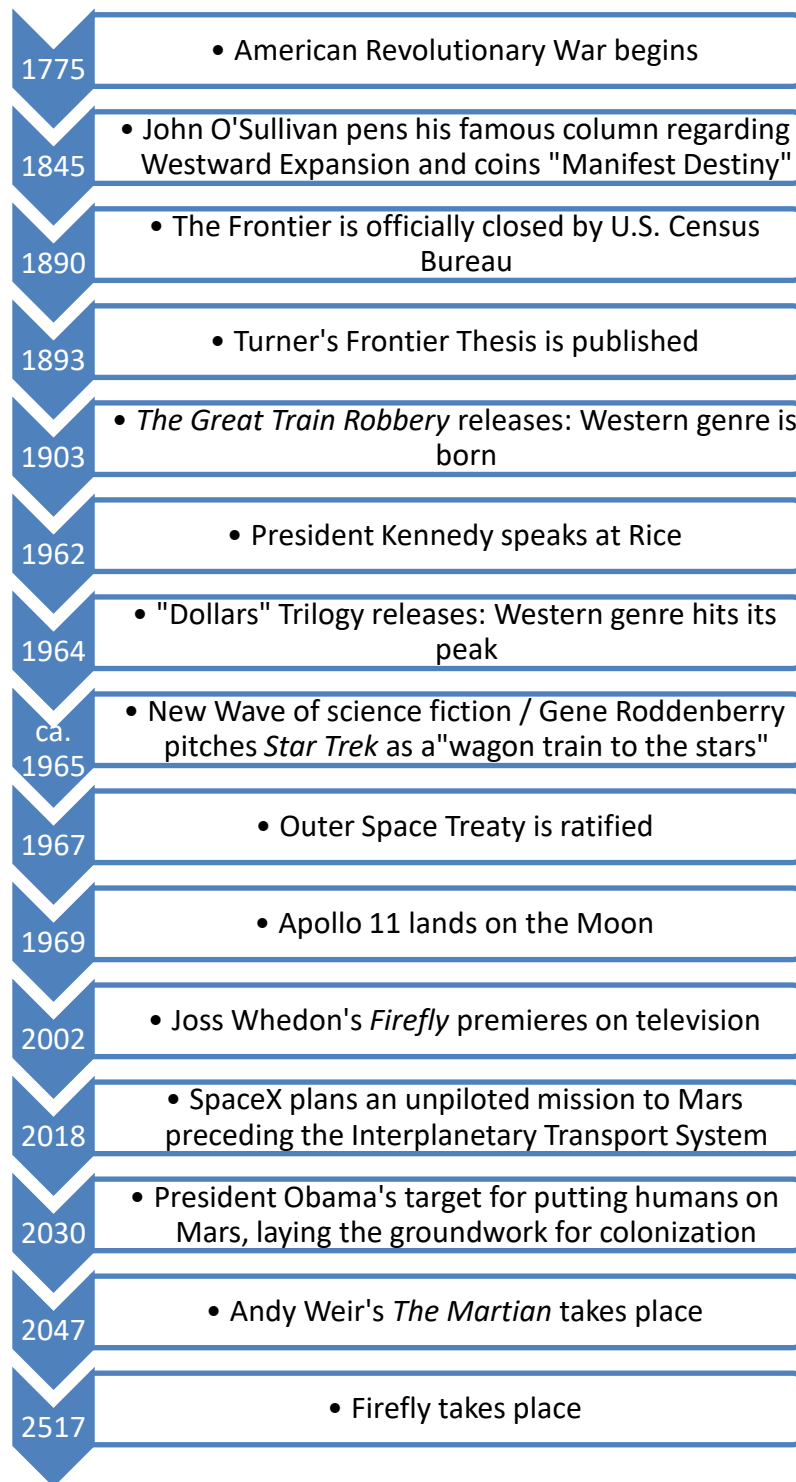 1775
• American Revolutionary War begins
1845
• John O'Sullivan pens his famous column regarding
Westward Expansion and coins "Manifest Destiny"
1890
• The Frontier is officially closed by U.S. Census
Bureau
1893
• Turner's Frontier Thesis is published
1903
• The Great Train Robbery releases: Western genre is
born
1962
• President Kennedy speaks at Rice
1964
• "Dollars" Trilogy releases: Western genre hits its
peak
ca.
1965
• New Wave of science fiction / Gene Roddenberry
pitches Star Trek as a"wagon train to the stars"
1967
• Outer Space Treaty is ratified
1969
• Apollo 11 lands on the Moon
2002
• Joss Whedon's Firefly premieres on television
2018
• SpaceX plans an unpiloted mission to Mars
preceding the Interplanetary Transport System
2030
• President Obama's target for putting humans on
Mars, laying the groundwork for colonization
2047
• Andy Weir's The Martian takes place
2517
• Firefly takes place